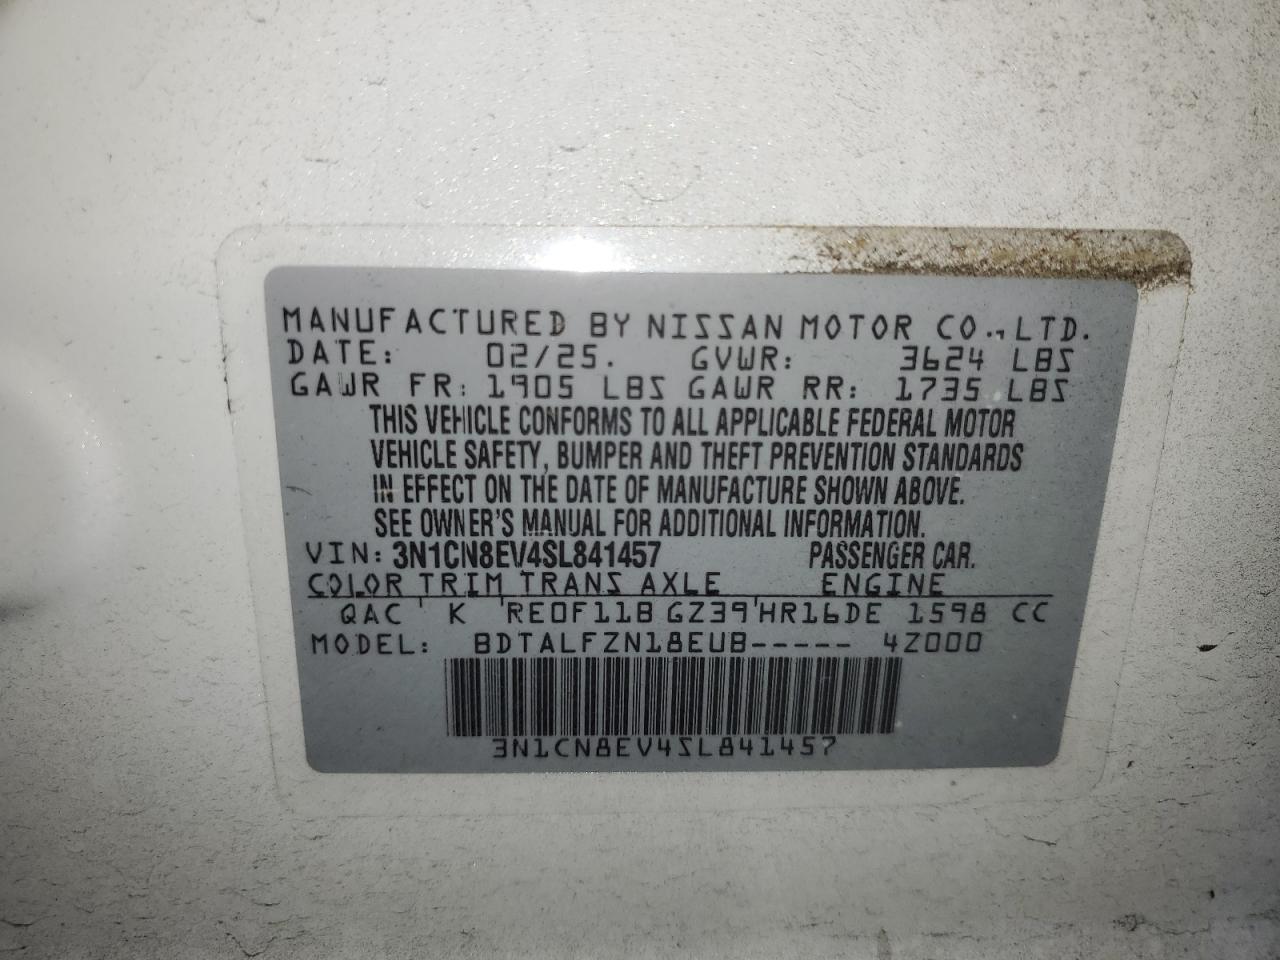 MANUFACTURED BY NISSAN MOTOR CO., LTD.
DATE: 02/25. GVWR: 3624 LBS
GAWR FR: 1905 LBS GAWR RR: 1735 LBS
THIS VEHICLE CONFORMS TO ALL APPLICABLE FEDERAL MOTOR
VEHICLE SAFETY, BUMPER AND THEFT PREVENTION STANDARDS
IN EFFECT ON THE DATE OF MANUFACTURE SHOWN ABOVE.
SEE OWNER'S MANUAL FOR ADDITIONAL INFORMATION.
VIN: 3N1CN8EV4SL841457 PASSENGER CAR.
COLOR TRIM TRANS AXLE ENGINE
QAC K RE0F11B GZ39 HR16DE 1598 CC
MODEL: BDTALFZN18EUB----- 4Z000
3N1CN8EV4SL841457